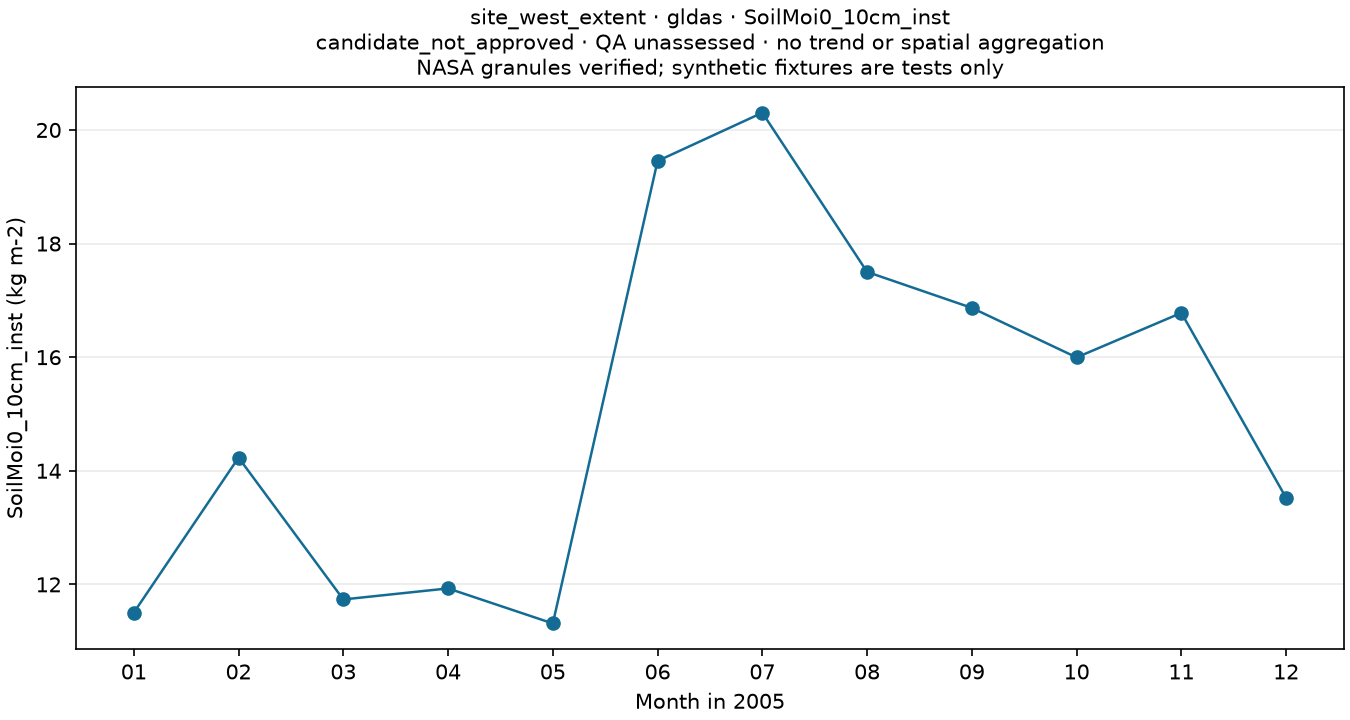 site_west_extent · gldas · SoilMoi0_10cm_inst
candidate_not_approved · QA unassessed · no trend or spatial aggregation
NASA granules verified; synthetic fixtures are tests only
SoilMoi0_10cm_inst (kg m-2)
20
18
16
14
12
01 02 03 04 05 06 07 08 09 10 11 12
Month in 2005